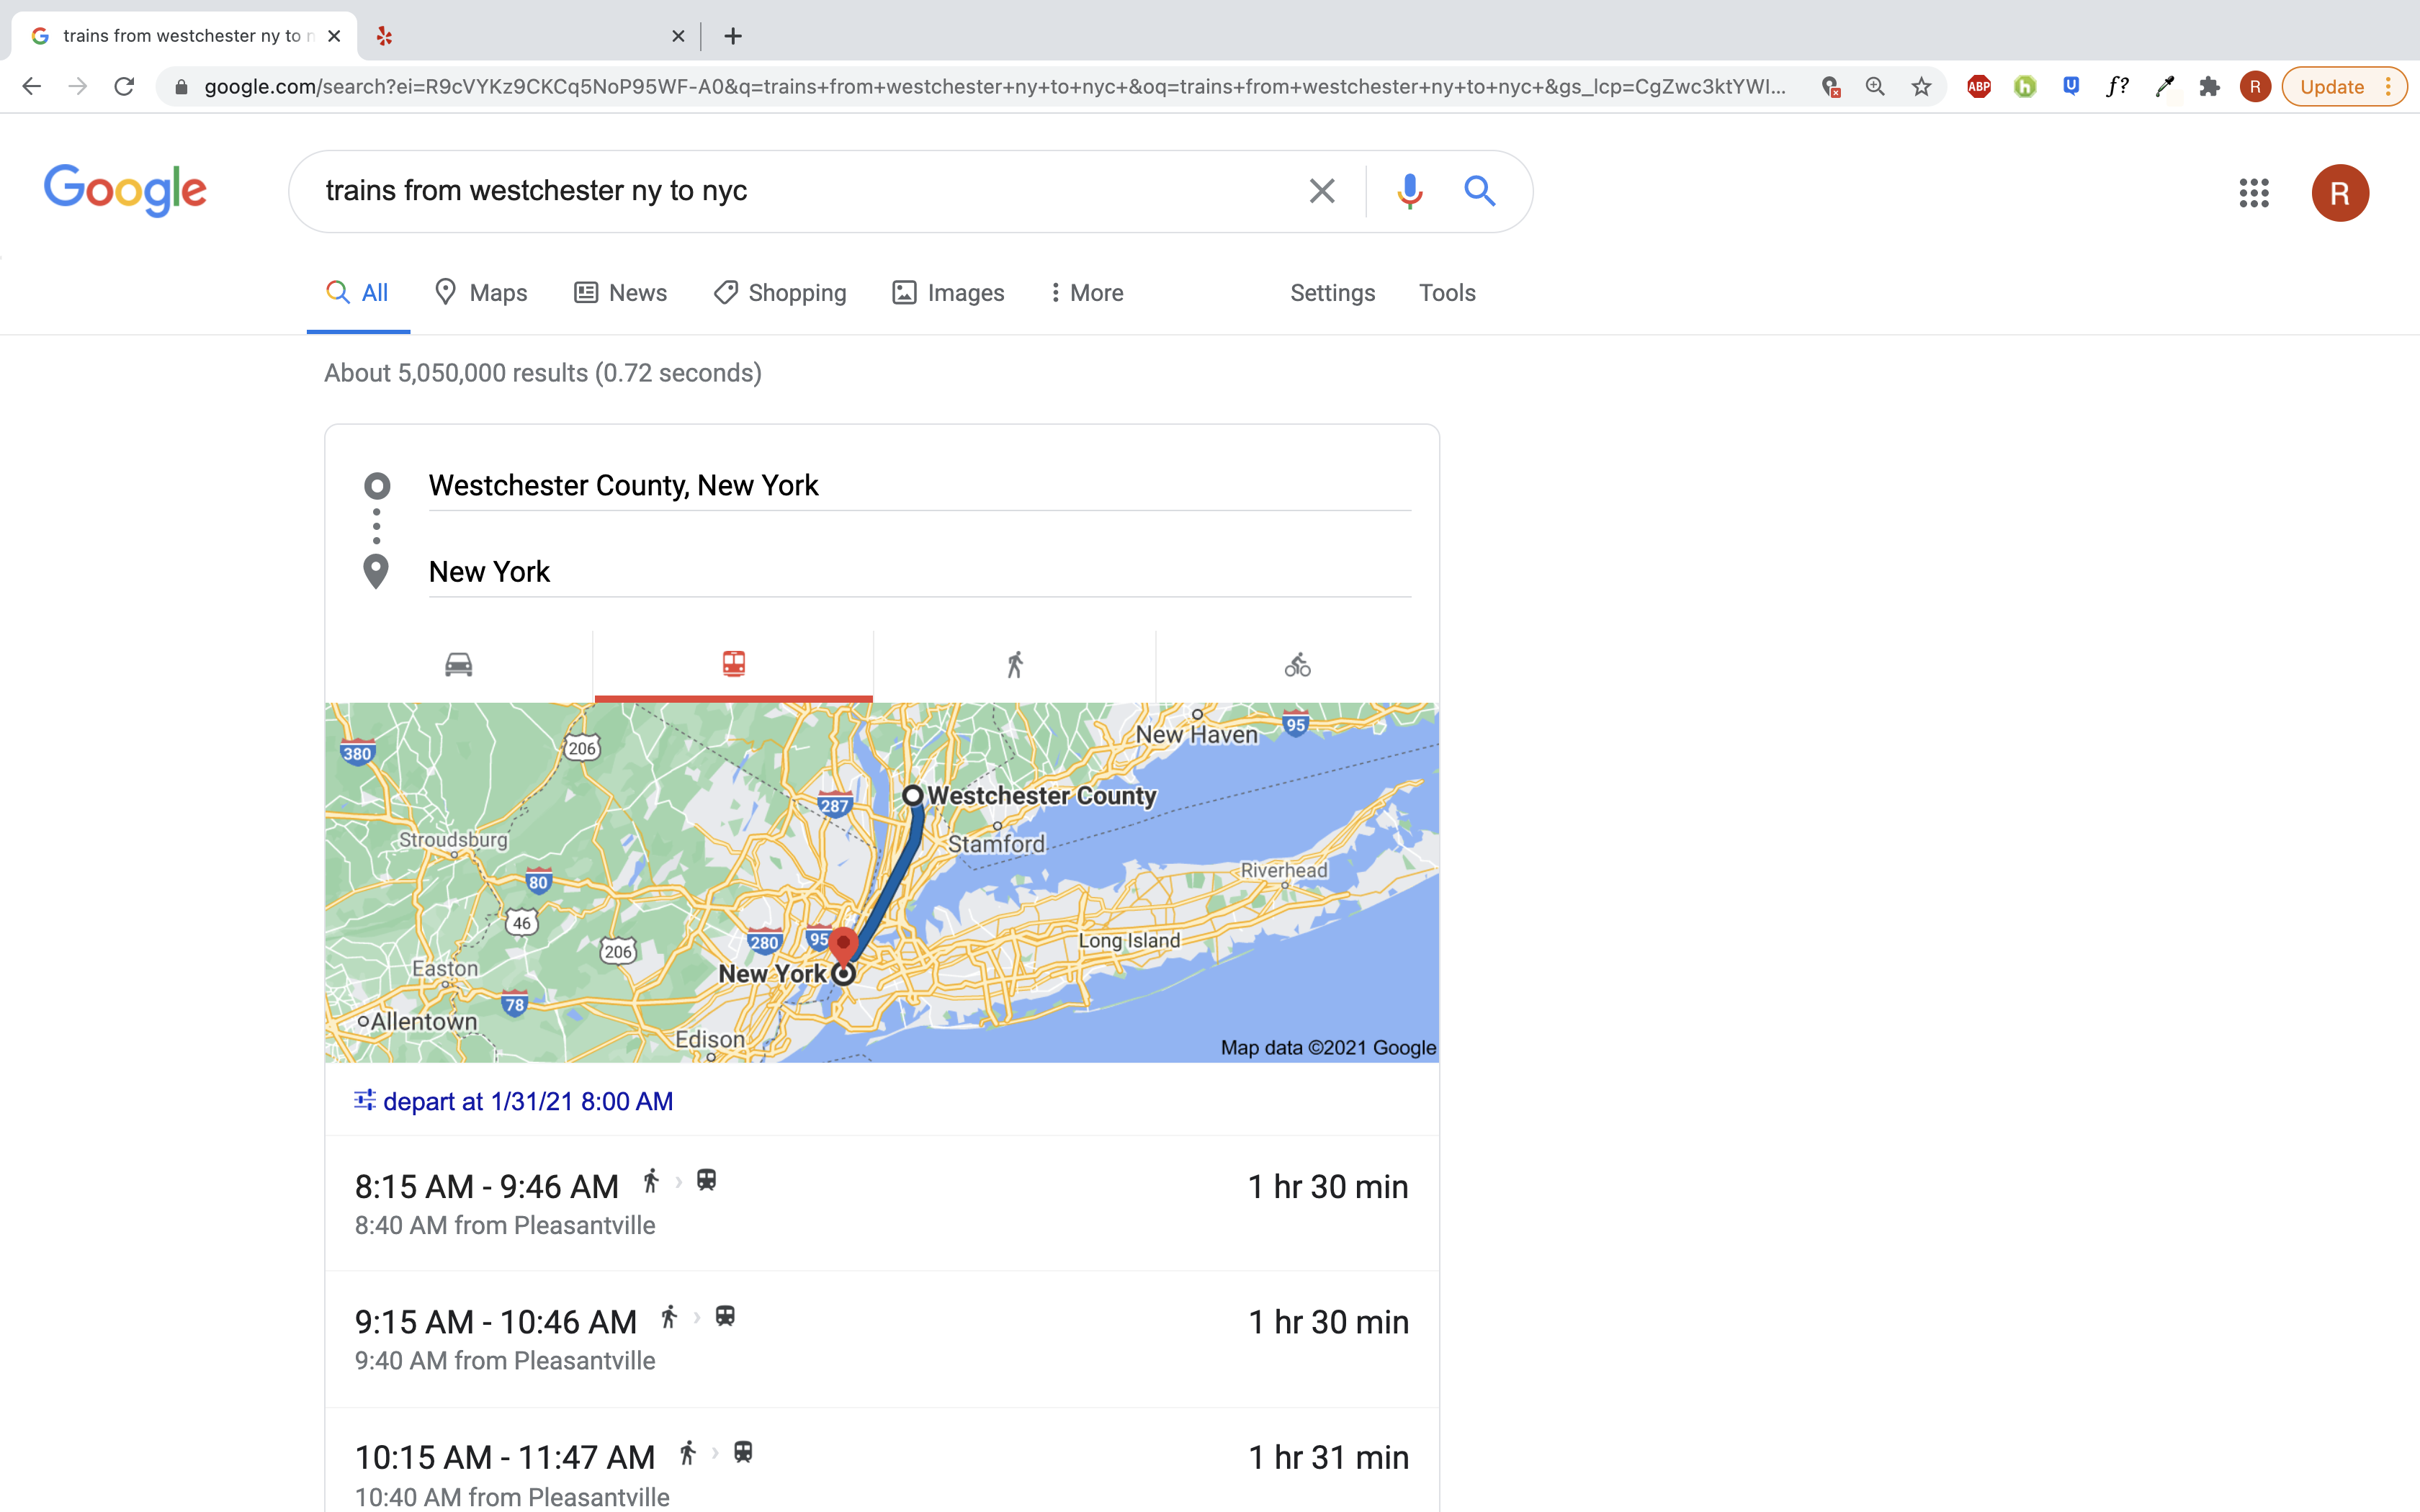 trains from westchester ny to n
google.com/search?ei=R9cVYKz9CKCq5NoP95WF-A0&q=trains+from+westchester+ny+to+nyc+&oq=trains+from+westchester+ny+to+nyc+&gs_lcp=CgZwc3ktYWI...
ABP
h
U
f?
R
Update
Google
trains from westchester ny to nyc
R
All
Maps
News
Shopping
Images
More
Settings
Tools
About 5,050,000 results (0.72 seconds)
Westchester County, New York
New York
380
206
New Haven
95
287
Westchester County
Stroudsburg
Stamford
Riverhead
80
46
206
280
95
Long Island
Easton
New York
78
Allentown
Edison
Map data ©2021 Google
depart at 1/31/21 8:00 AM
8:15 AM - 9:46 AM
1 hr 30 min
8:40 AM from Pleasantville
9:15 AM - 10:46 AM
1 hr 30 min
9:40 AM from Pleasantville
10:15 AM - 11:47 AM
1 hr 31 min
10:40 AM from Pleasantville